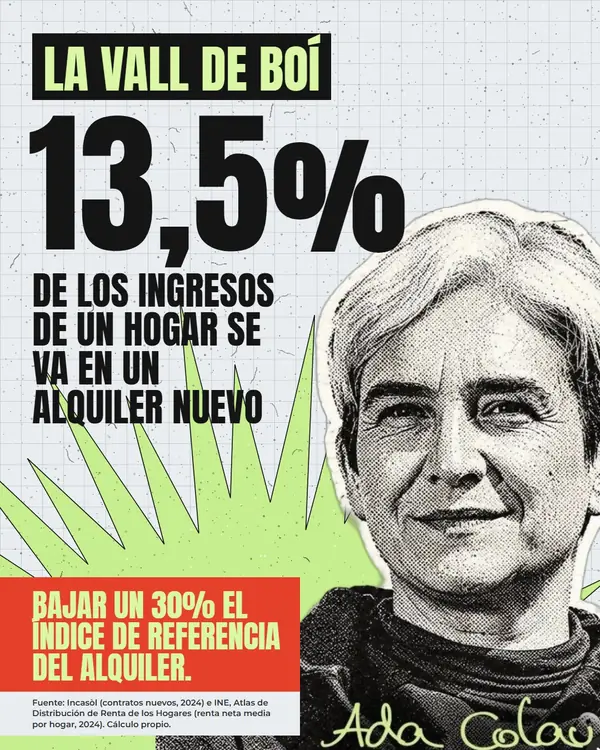 LA VALL DE BOÍ
13,5%
DE LOS INGRESOS
DE UN HOGAR SE
VA EN UN
ALQUILER NUEVO
BAJAR UN 30% EL
ÍNDICE DE REFERENCIA
DEL ALQUILER.
Fuente: Incasòl (contratos nuevos, 2024) e INE, Atlas de
Distribución de Renta de los Hogares (renta neta media
por hogar, 2024). Cálculo propio.
Ada Colau